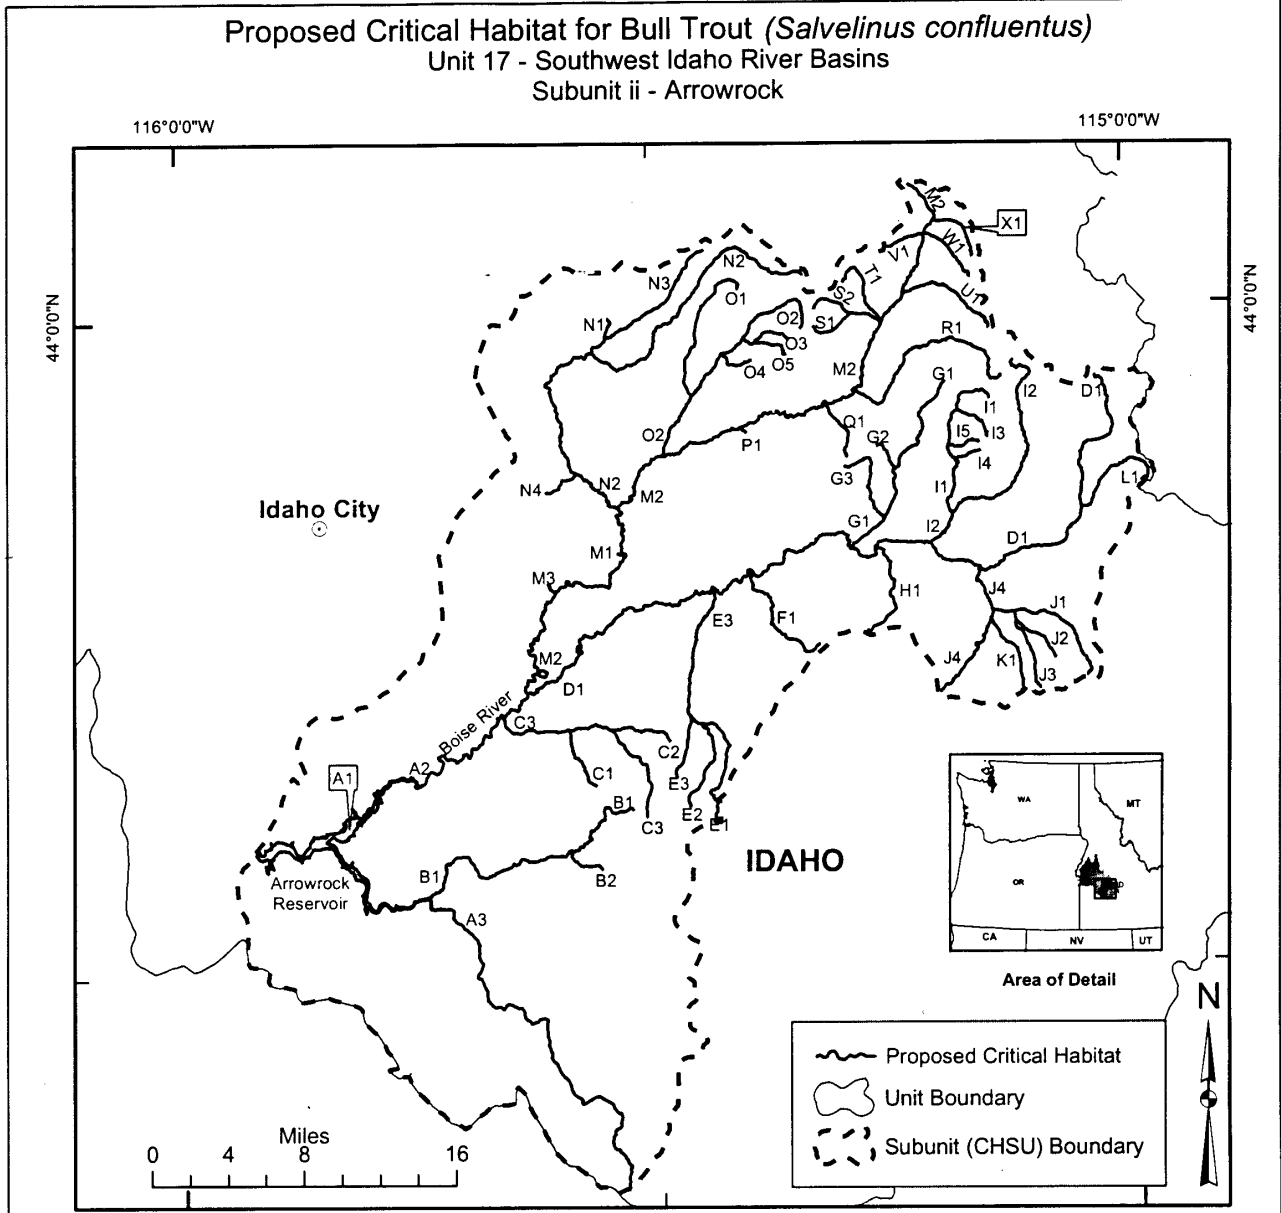 Proposed Critical Habitat for Bull Trout (Salvelinus confluentus)
Unit 17 - Southwest Idaho River Basins
Subunit ii - Arrowrock
116°0'0"W
115°0'0"W
M2
X1
W1
V1
N2
N3
T1
44°0'0"N
44°0'0"N
O1
S2
U1
N1
O2
S1
R1
O3
O5
O4
M2
G1
I2
D1
I1
Q1
I5
I3
O2
P1
G2
I4
L1
G3
N4
N2
M2
I1
Idaho City
G1
I2
D1
M1
M3
H1
J4
J1
E3
F1
J2
M2
J4
K1
J3
D1
Boise River
C3
C2
A2
A1
C1
E3
B1
E2
E1
C3
IDAHO
B1
B2
Arrowrock
Reservoir
A3
WA
MT
OR
CA
NV
UT
Area of Detail
N
Proposed Critical Habitat
Unit Boundary
Subunit (CHSU) Boundary
Miles
0 4 8 16